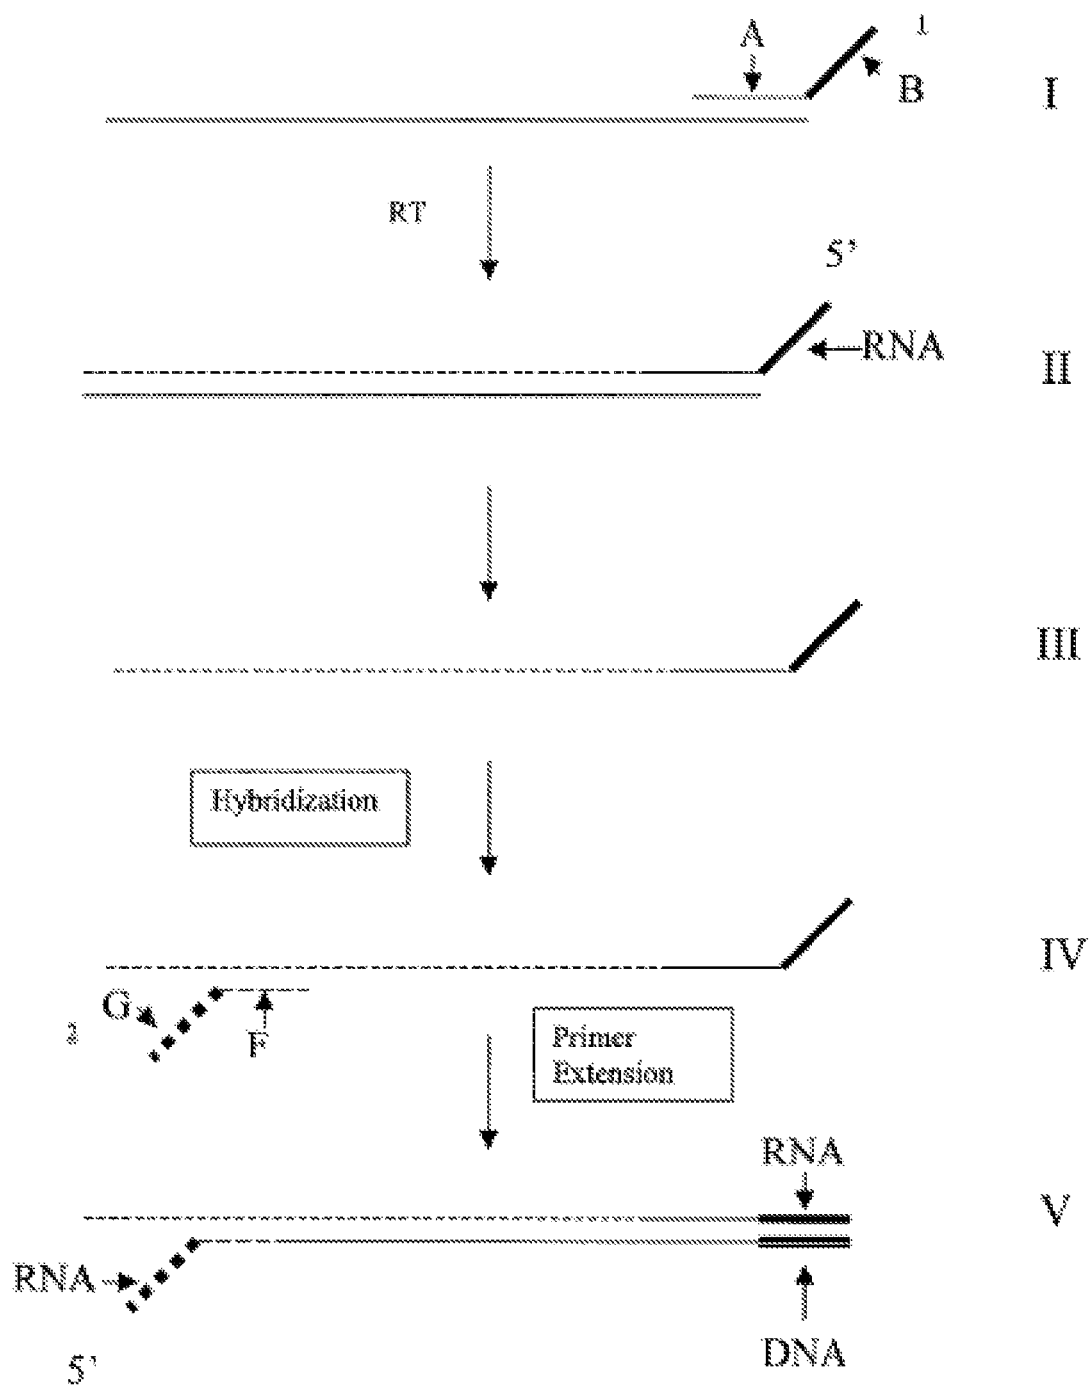 1
A
B
I
RT
5'
RNA
II
III
Hybridization
IV
G
2
F
Primer
Extension
RNA
V
RNA
DNA
5'